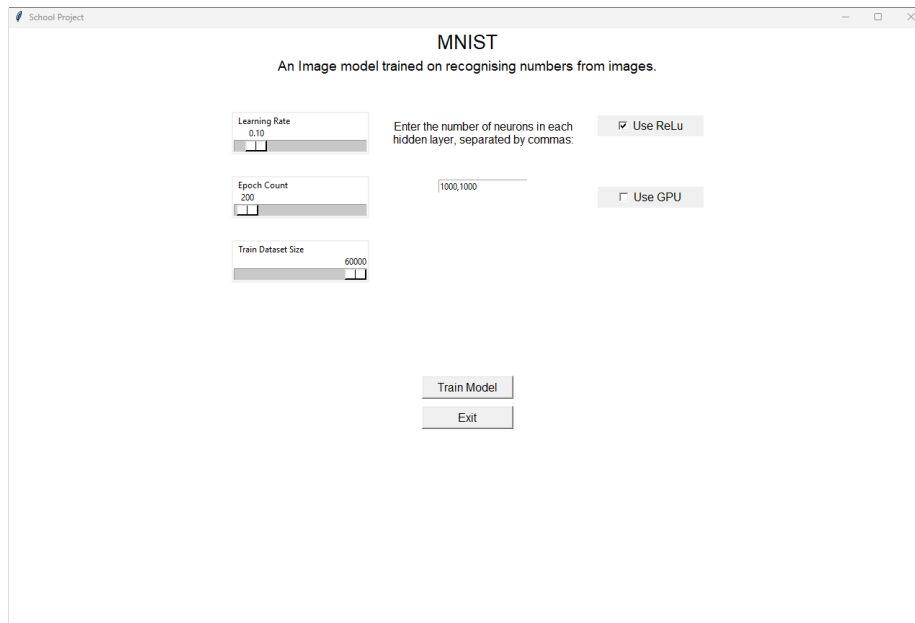 School Project
MNIST
An Image model trained on recognising numbers from images.
Learning Rate
0.10
Enter the number of neurons in each
hidden layer, separated by commas:
Use ReLu
Epoch Count
200
1000,1000
Use GPU
Train Dataset Size
60000
Train Model
Exit